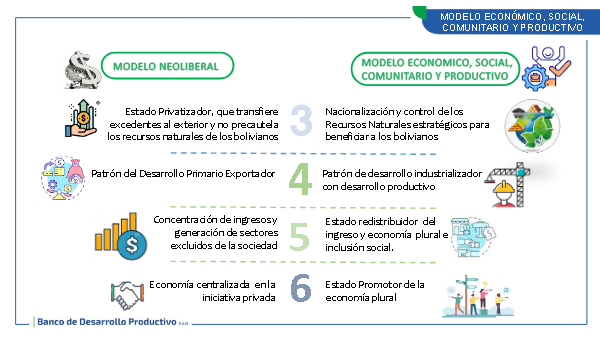 MODELO ECONÓMICO, SOCIAL,
COMUNITARIO Y PRODUCTIVO
MODELO NEOLIBERAL
MODELO ECONOMICO, SOCIAL,
COMUNITARIO Y PRODUCTIVO
Estado Privatizador, que transfiere
excedentes al exterior y no precautela
los recursos naturales de los bolivianos
3
Nacionalización y control de los
Recursos Naturales estratégicos para
beneficiar a los bolivianos
Patrón del Desarrollo Primario Exportador
4
Patrón de desarrollo industrializador
con desarrollo productivo
Concentración de ingresos y
generación de sectores
excluidos de la sociedad
5
Estado redistribuidor del
ingreso y economía plural e
inclusión social.
Economía centralizada en la
iniciativa privada
6
Estado Promotor de la
economía plural
Banco de Desarrollo Productivo S.A.M